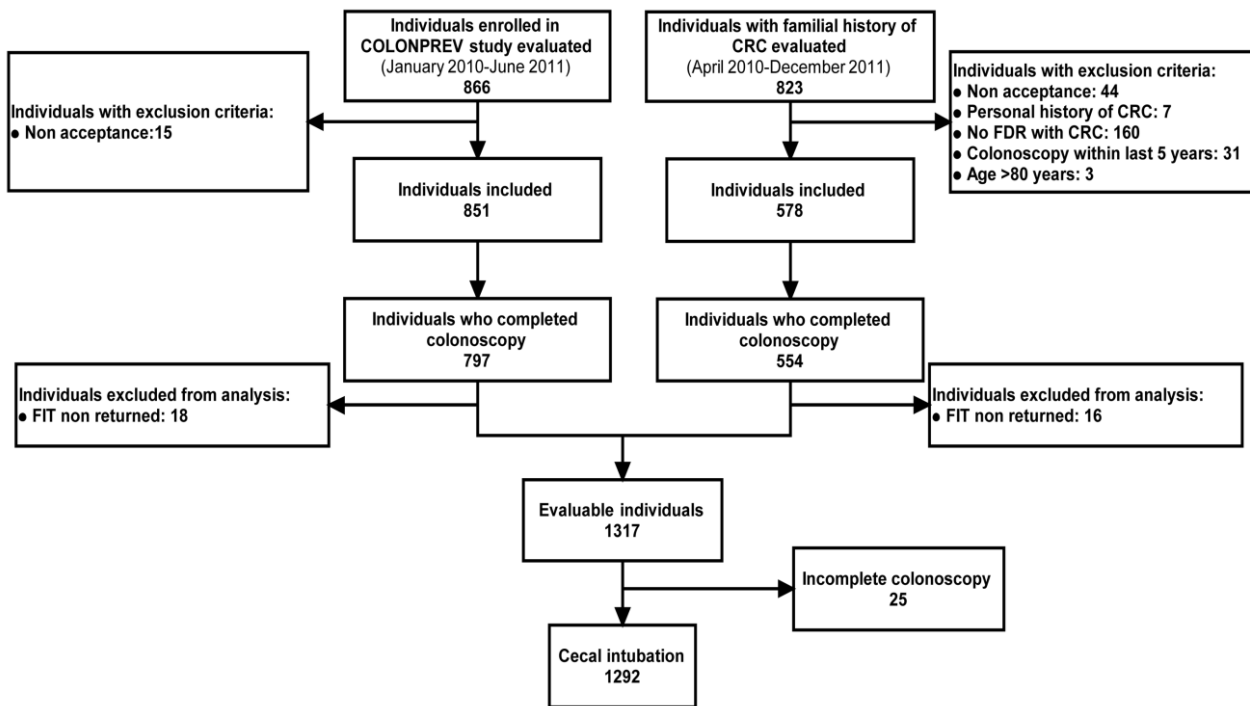 Individuals enrolled in
COLONPREV study evaluated
(January 2010-June 2011)
866
Individuals with familial history of
CRC evaluated
(April 2010-December 2011)
823
Individuals with exclusion criteria:
● Non acceptance:15
Individuals with exclusion criteria:
● Non acceptance: 44
● Personal history of CRC: 7
● No FDR with CRC: 160
● Colonoscopy within last 5 years: 31
● Age >80 years: 3
Individuals included
851
Individuals included
578
Individuals who completed
colonoscopy
797
Individuals who completed
colonoscopy
554
Individuals excluded from analysis:
● FIT non returned: 18
Individuals excluded from analysis:
● FIT non returned: 16
Evaluable individuals
1317
Incomplete colonoscopy
25
Cecal intubation
1292